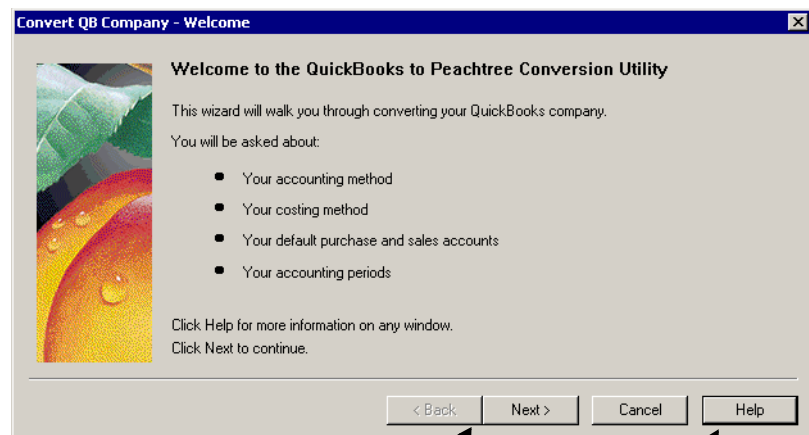 Convert QB Company - Welcome
Welcome to the QuickBooks to Peachtree Conversion Utility
This wizard will walk you through converting your QuickBooks company.
You will be asked about:
● Your accounting method
● Your costing method
● Your default purchase and sales accounts
● Your accounting periods
Click Help for more information on any window.
Click Next to continue.
< Back Next > Cancel Help